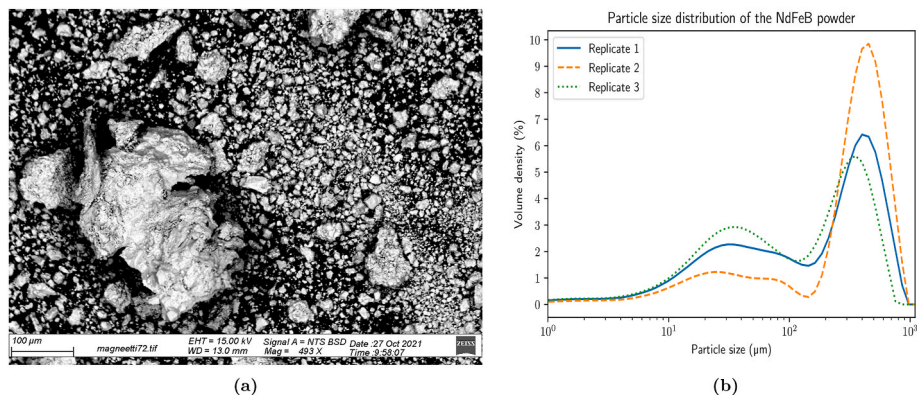 100 µm
magneetti72.tif
EHT = 15.00 kV
WD = 13.0 mm
Signal A = NTS BSD
Mag = 493 X
Date :27 Oct 2021
Time :9:58:07
ZEISS
(a)
Particle size distribution of the NdFeB powder
Replicate 1
Replicate 2
Replicate 3
Volume density (%)
10
9
8
7
6
5
4
3
2
1
0
10⁰ 10¹ 10² 10³
Particle size (µm)
(b)